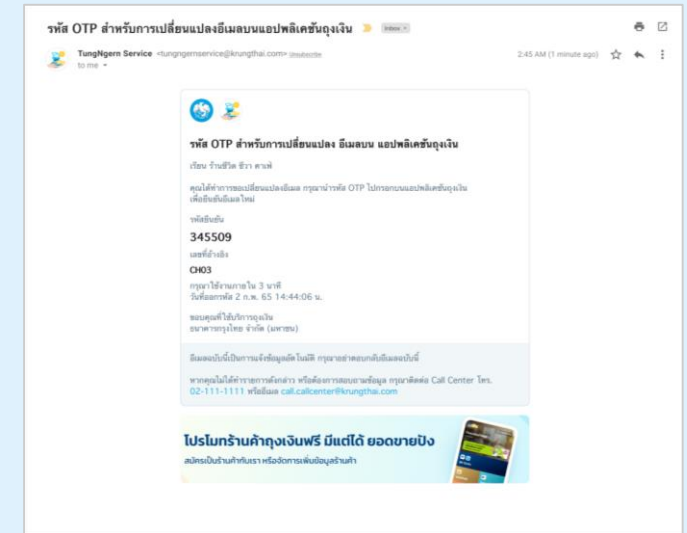 รหัส OTP สำหรับการเปลี่ยนแปลงอีเมลบนแอปพลิเคชันถุงเงิน Inbox ×
TungNgern Service <tungngernservice@krungthai.com> Unsubscribe 2:45 AM (1 minute ago)
to me
รหัส OTP สำหรับการเปลี่ยนแปลง อีเมลบน แอปพลิเคชันถุงเงิน
เรียน ร้านชีวิต ชีวา คาเฟ่
คุณได้ทำการขอเปลี่ยนแปลงอีเมล กรุณานำรหัส OTP ไปกรอกบนแอปพลิเคชันถุงเงิน
เพื่อยืนยันอีเมลใหม่
รหัสยืนยัน
345509
เลขที่อ้างอิง
CH03
กรุณาใช้งานภายใน 3 นาที
วันที่ออกรหัส 2 ก.พ. 65 14:44:06 น.
ขอบคุณที่ใช้บริการถุงเงิน
ธนาคารกรุงไทย จำกัด (มหาชน)
อีเมลฉบับนี้เป็นการแจ้งข้อมูลอัตโนมัติ กรุณาอย่าตอบกลับอีเมลฉบับนี้
หากคุณไม่ได้ทำรายการดังกล่าว หรือต้องการสอบถามข้อมูล กรุณาติดต่อ Call Center โทร.
02-111-1111 หรืออีเมล call.callcenter@krungthai.com
โปรโมทร้านค้าถุงเงินฟรี มีแต่ได้ ยอดขายปัง
สมัครเป็นร้านค้ากับเรา หรือจัดการเพิ่มข้อมูลร้านค้า